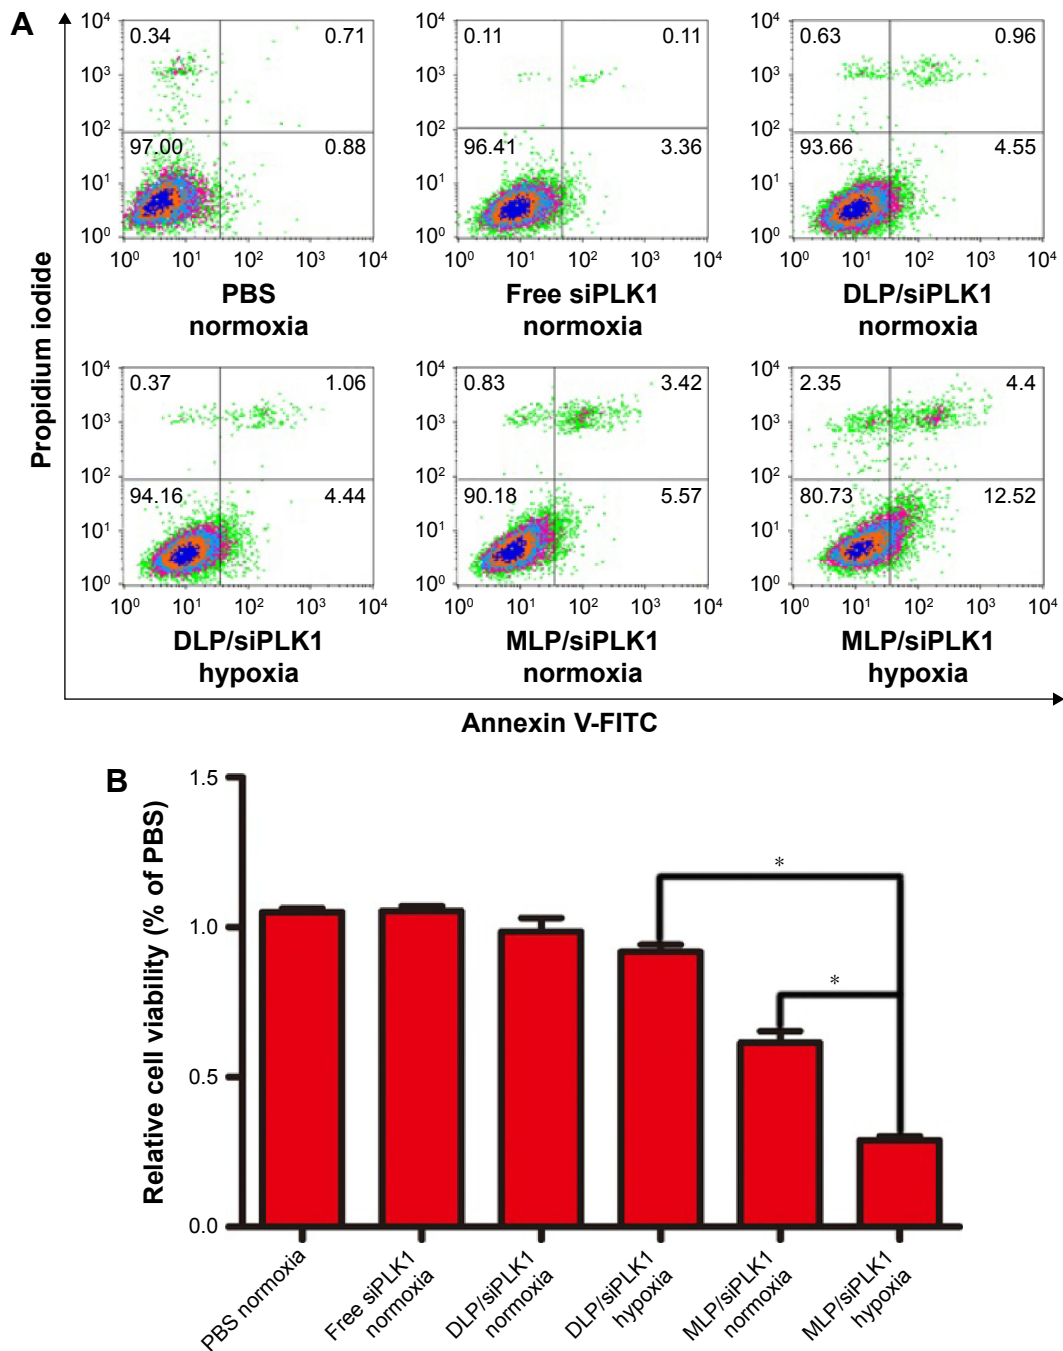 A
Propidium iodide
10⁴
10³
10²
10¹
10⁰
0.34 0.71
97.00 0.88
10⁰ 10¹ 10² 10³ 10⁴
PBS
normoxia
10⁴
10³
10²
10¹
10⁰
0.11 0.11
96.41 3.36
10⁰ 10¹ 10² 10³ 10⁴
Free siPLK1
normoxia
10⁴
10³
10²
10¹
10⁰
0.63 0.96
93.66 4.55
10⁰ 10¹ 10² 10³ 10⁴
DLP/siPLK1
normoxia
10⁴
10³
10²
10¹
10⁰
0.37 1.06
94.16 4.44
10⁰ 10¹ 10² 10³ 10⁴
DLP/siPLK1
hypoxia
10⁴
10³
10²
10¹
10⁰
0.83 3.42
90.18 5.57
10⁰ 10¹ 10² 10³ 10⁴
MLP/siPLK1
normoxia
10⁴
10³
10²
10¹
10⁰
2.35 4.4
80.73 12.52
10⁰ 10¹ 10² 10³ 10⁴
MLP/siPLK1
hypoxia
Annexin V-FITC
B
Relative cell viability (% of PBS)
1.5
1.0
0.5
0.0
*
*
PBS normoxia
Free siPLK1
normoxia
DLP/siPLK1
normoxia
DLP/siPLK1
hypoxia
MLP/siPLK1
normoxia
MLP/siPLK1
hypoxia